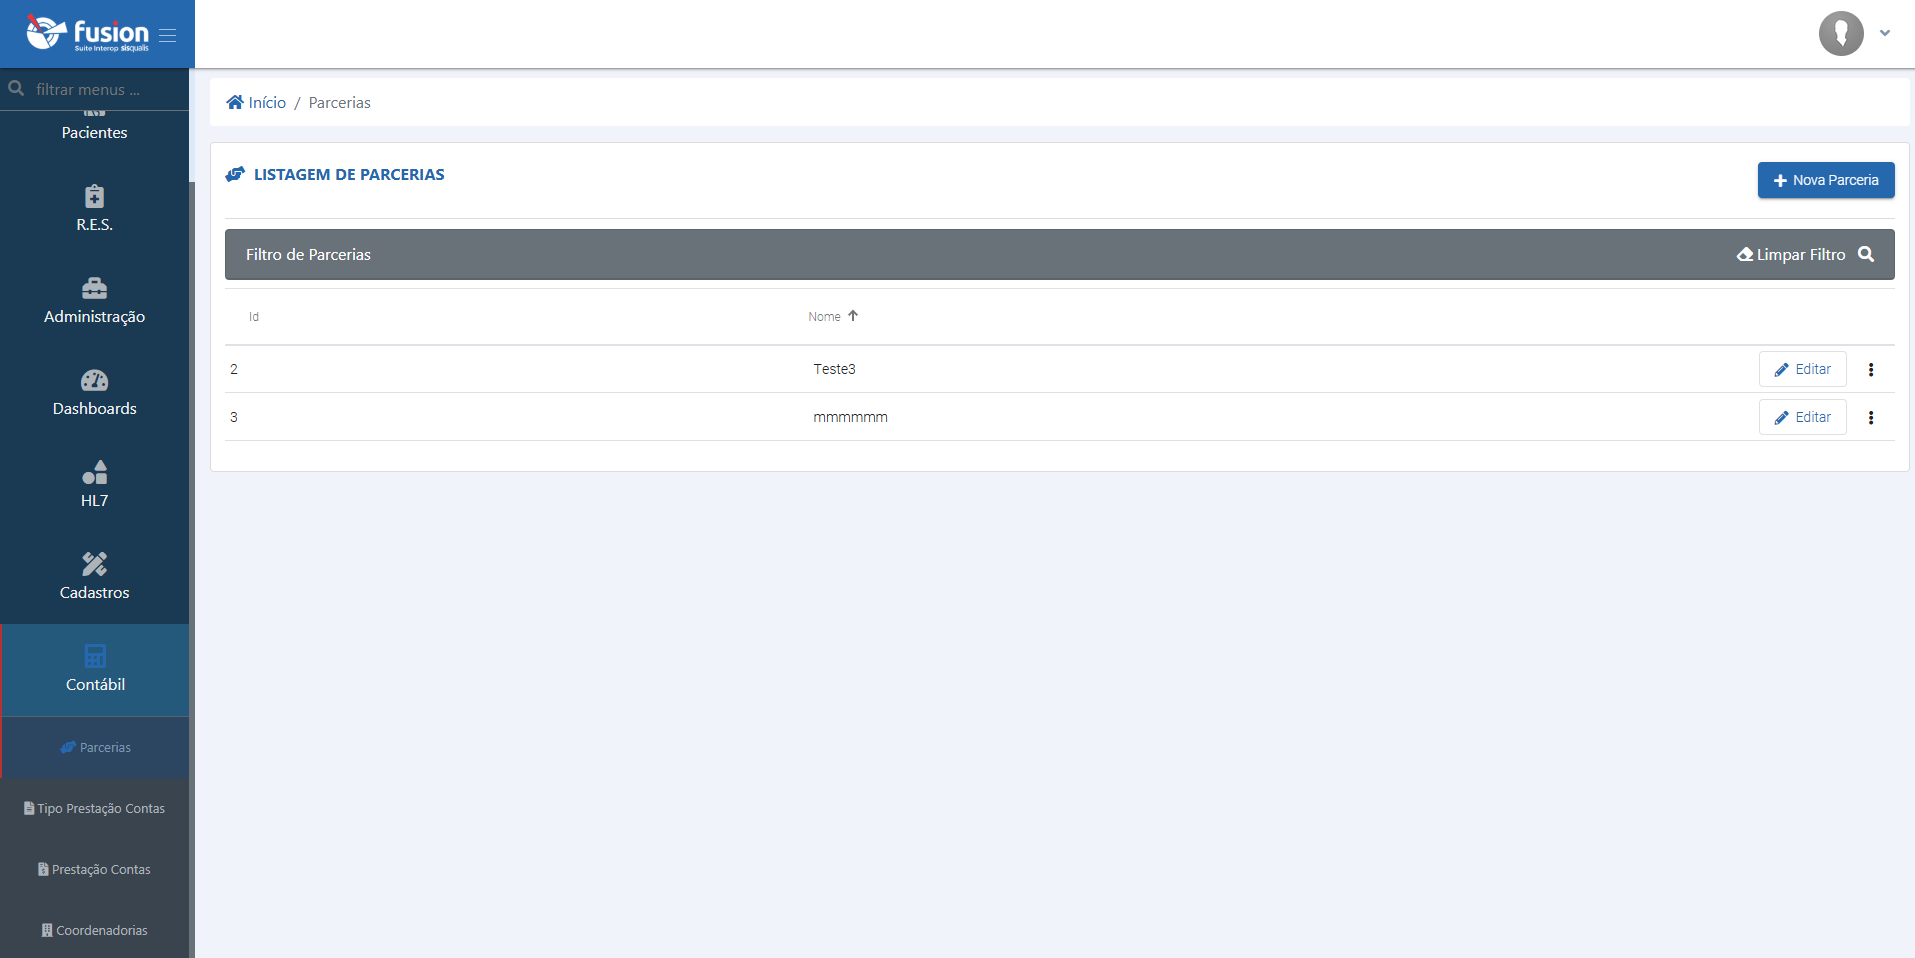 fusion
Suite Interop sisqualis
filtrar menus ...
Pacientes
R.E.S.
Administração
Dashboards
HL7
Cadastros
Contábil
Parcerias
Tipo Prestação Contas
Prestação Contas
Coordenadorias
Início / Parcerias
LISTAGEM DE PARCERIAS
Nova Parceria
Filtro de Parcerias
Limpar Filtro
Id Nome
2 Teste3 Editar
3 mmmmmm Editar